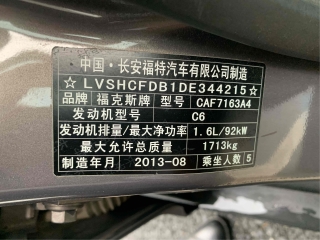 中国·长安福特汽车有限公司制造
☆LVSHCFDB1DE344215☆
品牌 福克斯牌 型号 CAF7163A4
发动机型号 C6
发动机排量/最大净功率 1.6L/92kW
最大允许总质量 1713kg
制造年月 2013-08 乘坐人数 5